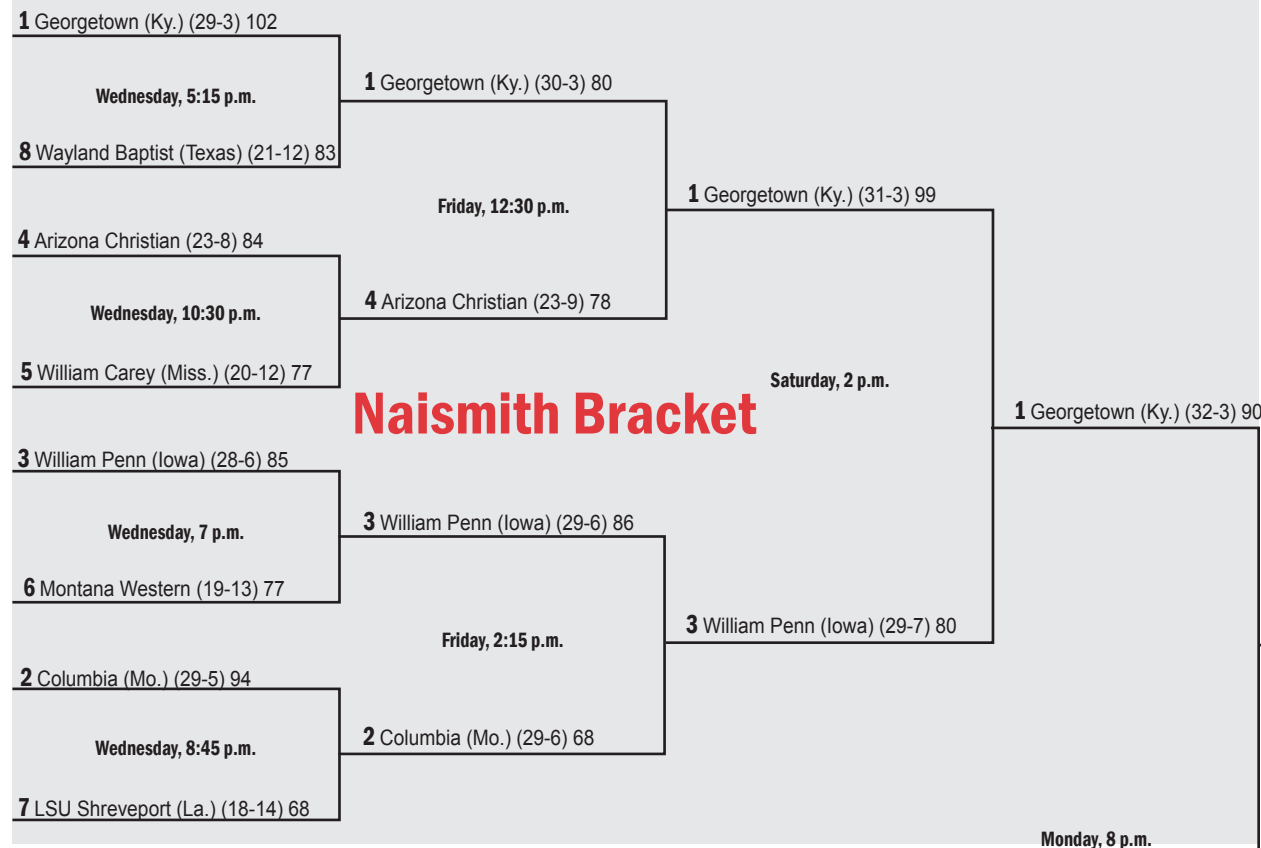 1 Georgetown (Ky.) (29-3) 102
Wednesday, 5:15 p.m.
8 Wayland Baptist (Texas) (21-12) 83
4 Arizona Christian (23-8) 84
Wednesday, 10:30 p.m.
5 William Carey (Miss.) (20-12) 77
3 William Penn (Iowa) (28-6) 85
Wednesday, 7 p.m.
6 Montana Western (19-13) 77
2 Columbia (Mo.) (29-5) 94
Wednesday, 8:45 p.m.
7 LSU Shreveport (La.) (18-14) 68
1 Georgetown (Ky.) (30-3) 80
Friday, 12:30 p.m.
4 Arizona Christian (23-9) 78
Naismith Bracket
3 William Penn (Iowa) (29-6) 86
Friday, 2:15 p.m.
2 Columbia (Mo.) (29-6) 68
1 Georgetown (Ky.) (31-3) 99
Saturday, 2 p.m.
3 William Penn (Iowa) (29-7) 80
1 Georgetown (Ky.) (32-3) 90
Monday, 8 p.m.